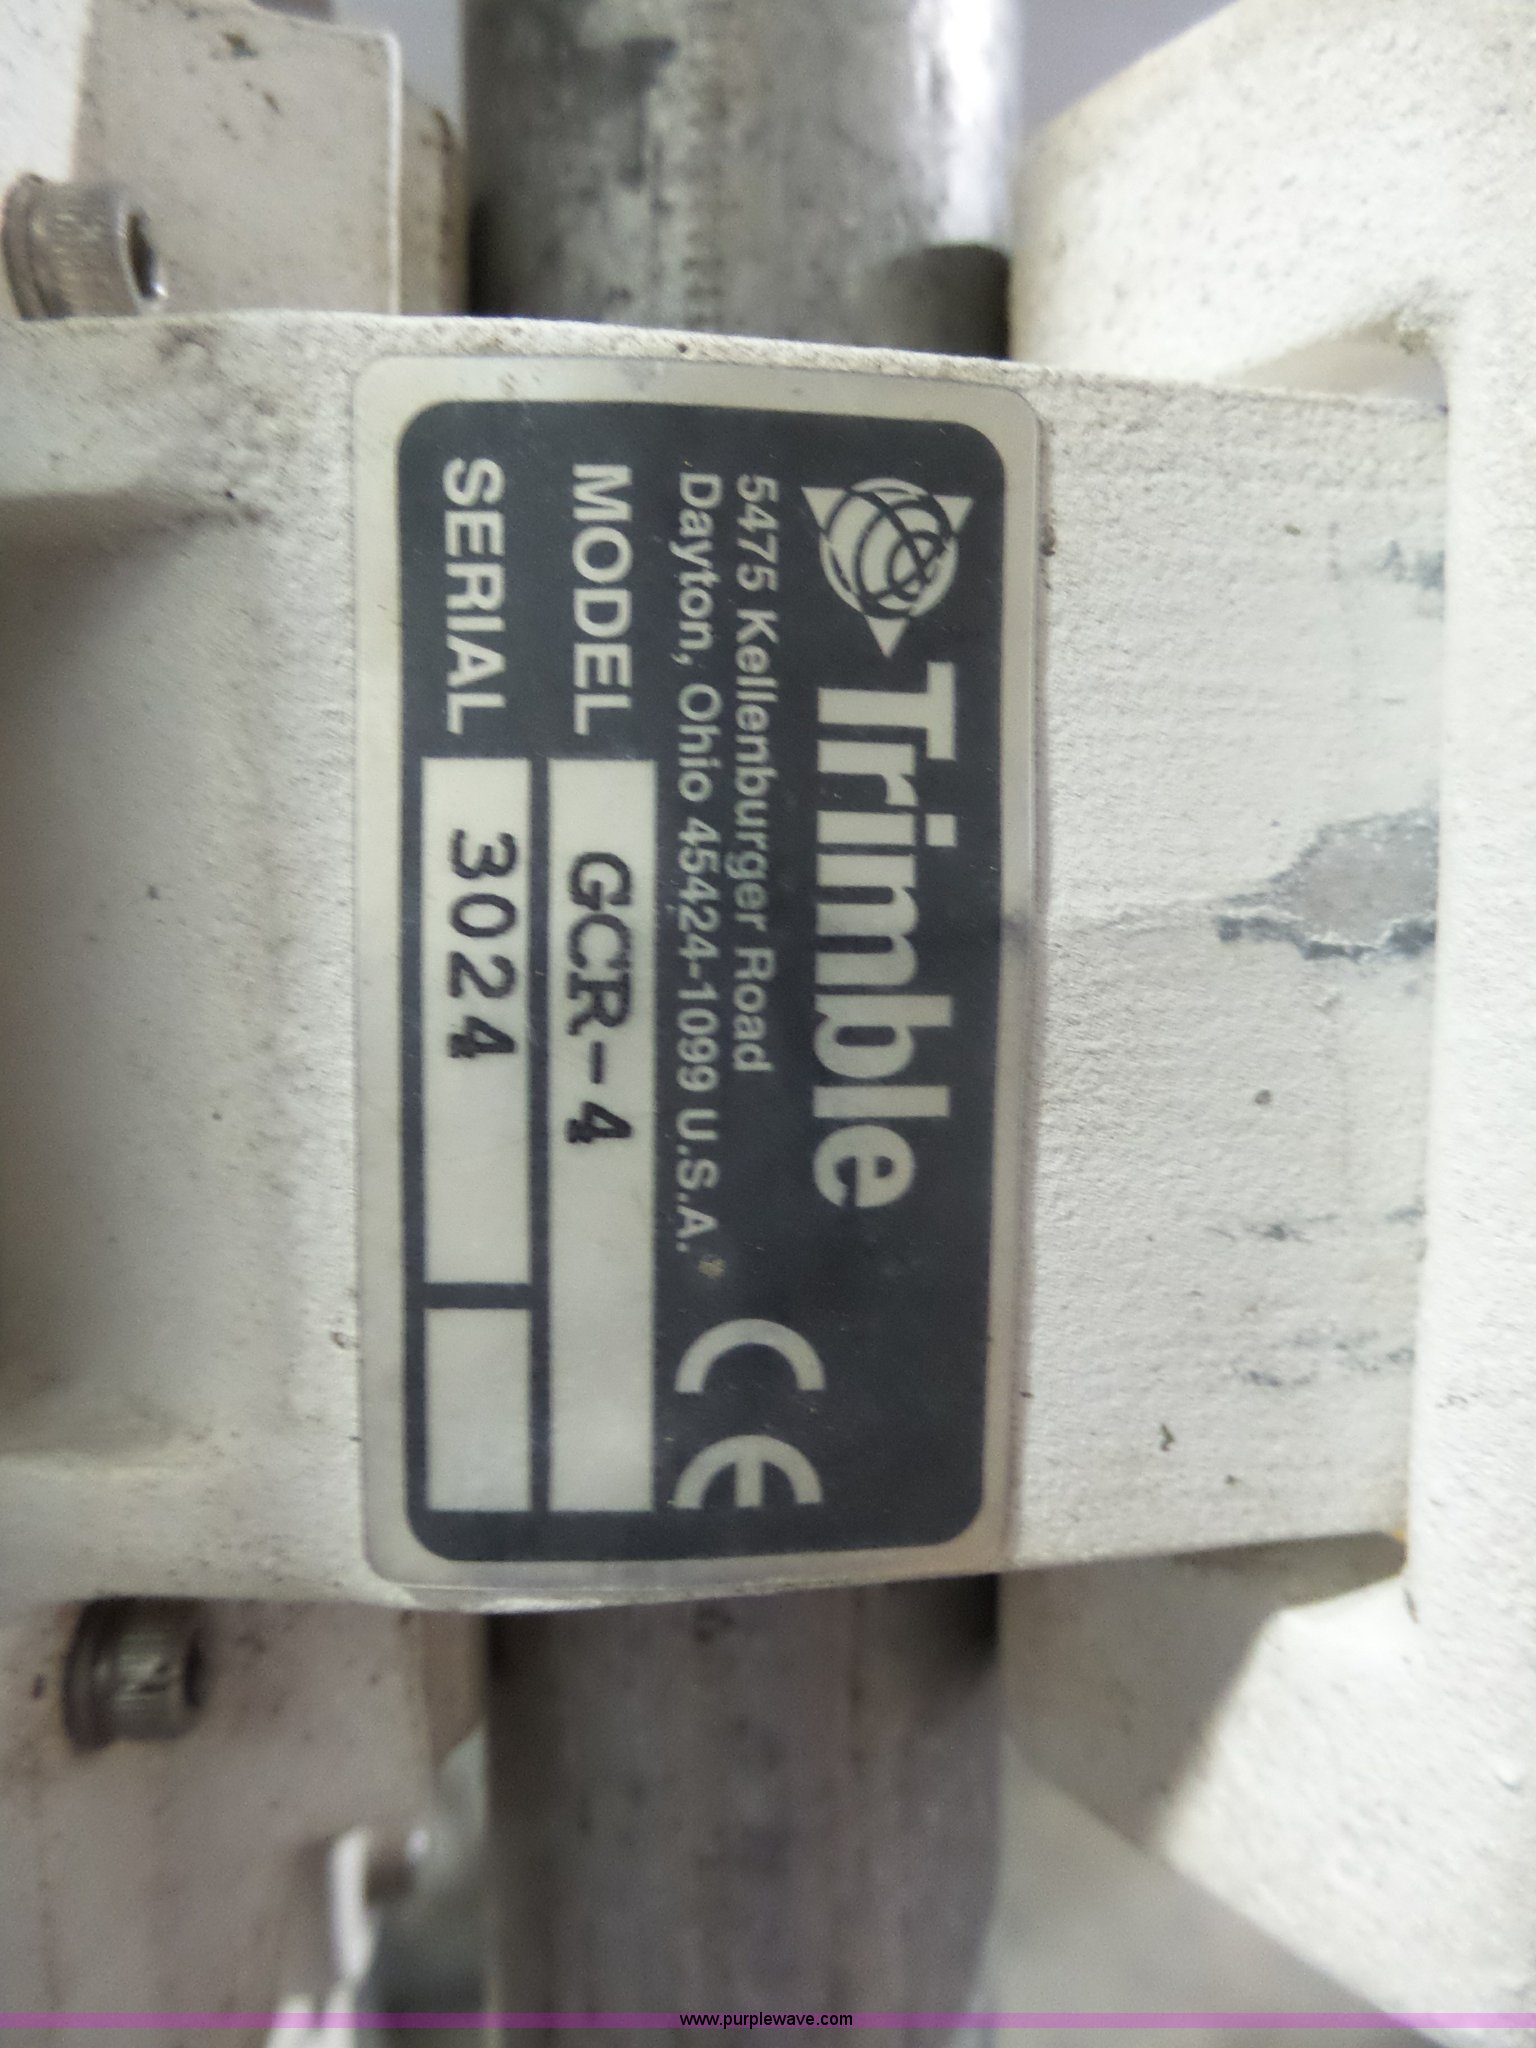 Trimble
5475 Kellenburger Road
Dayton, Ohio 45424-1099 U.S.A.
CE
MODEL GCR-4
SERIAL 3024
www.purplewave.com